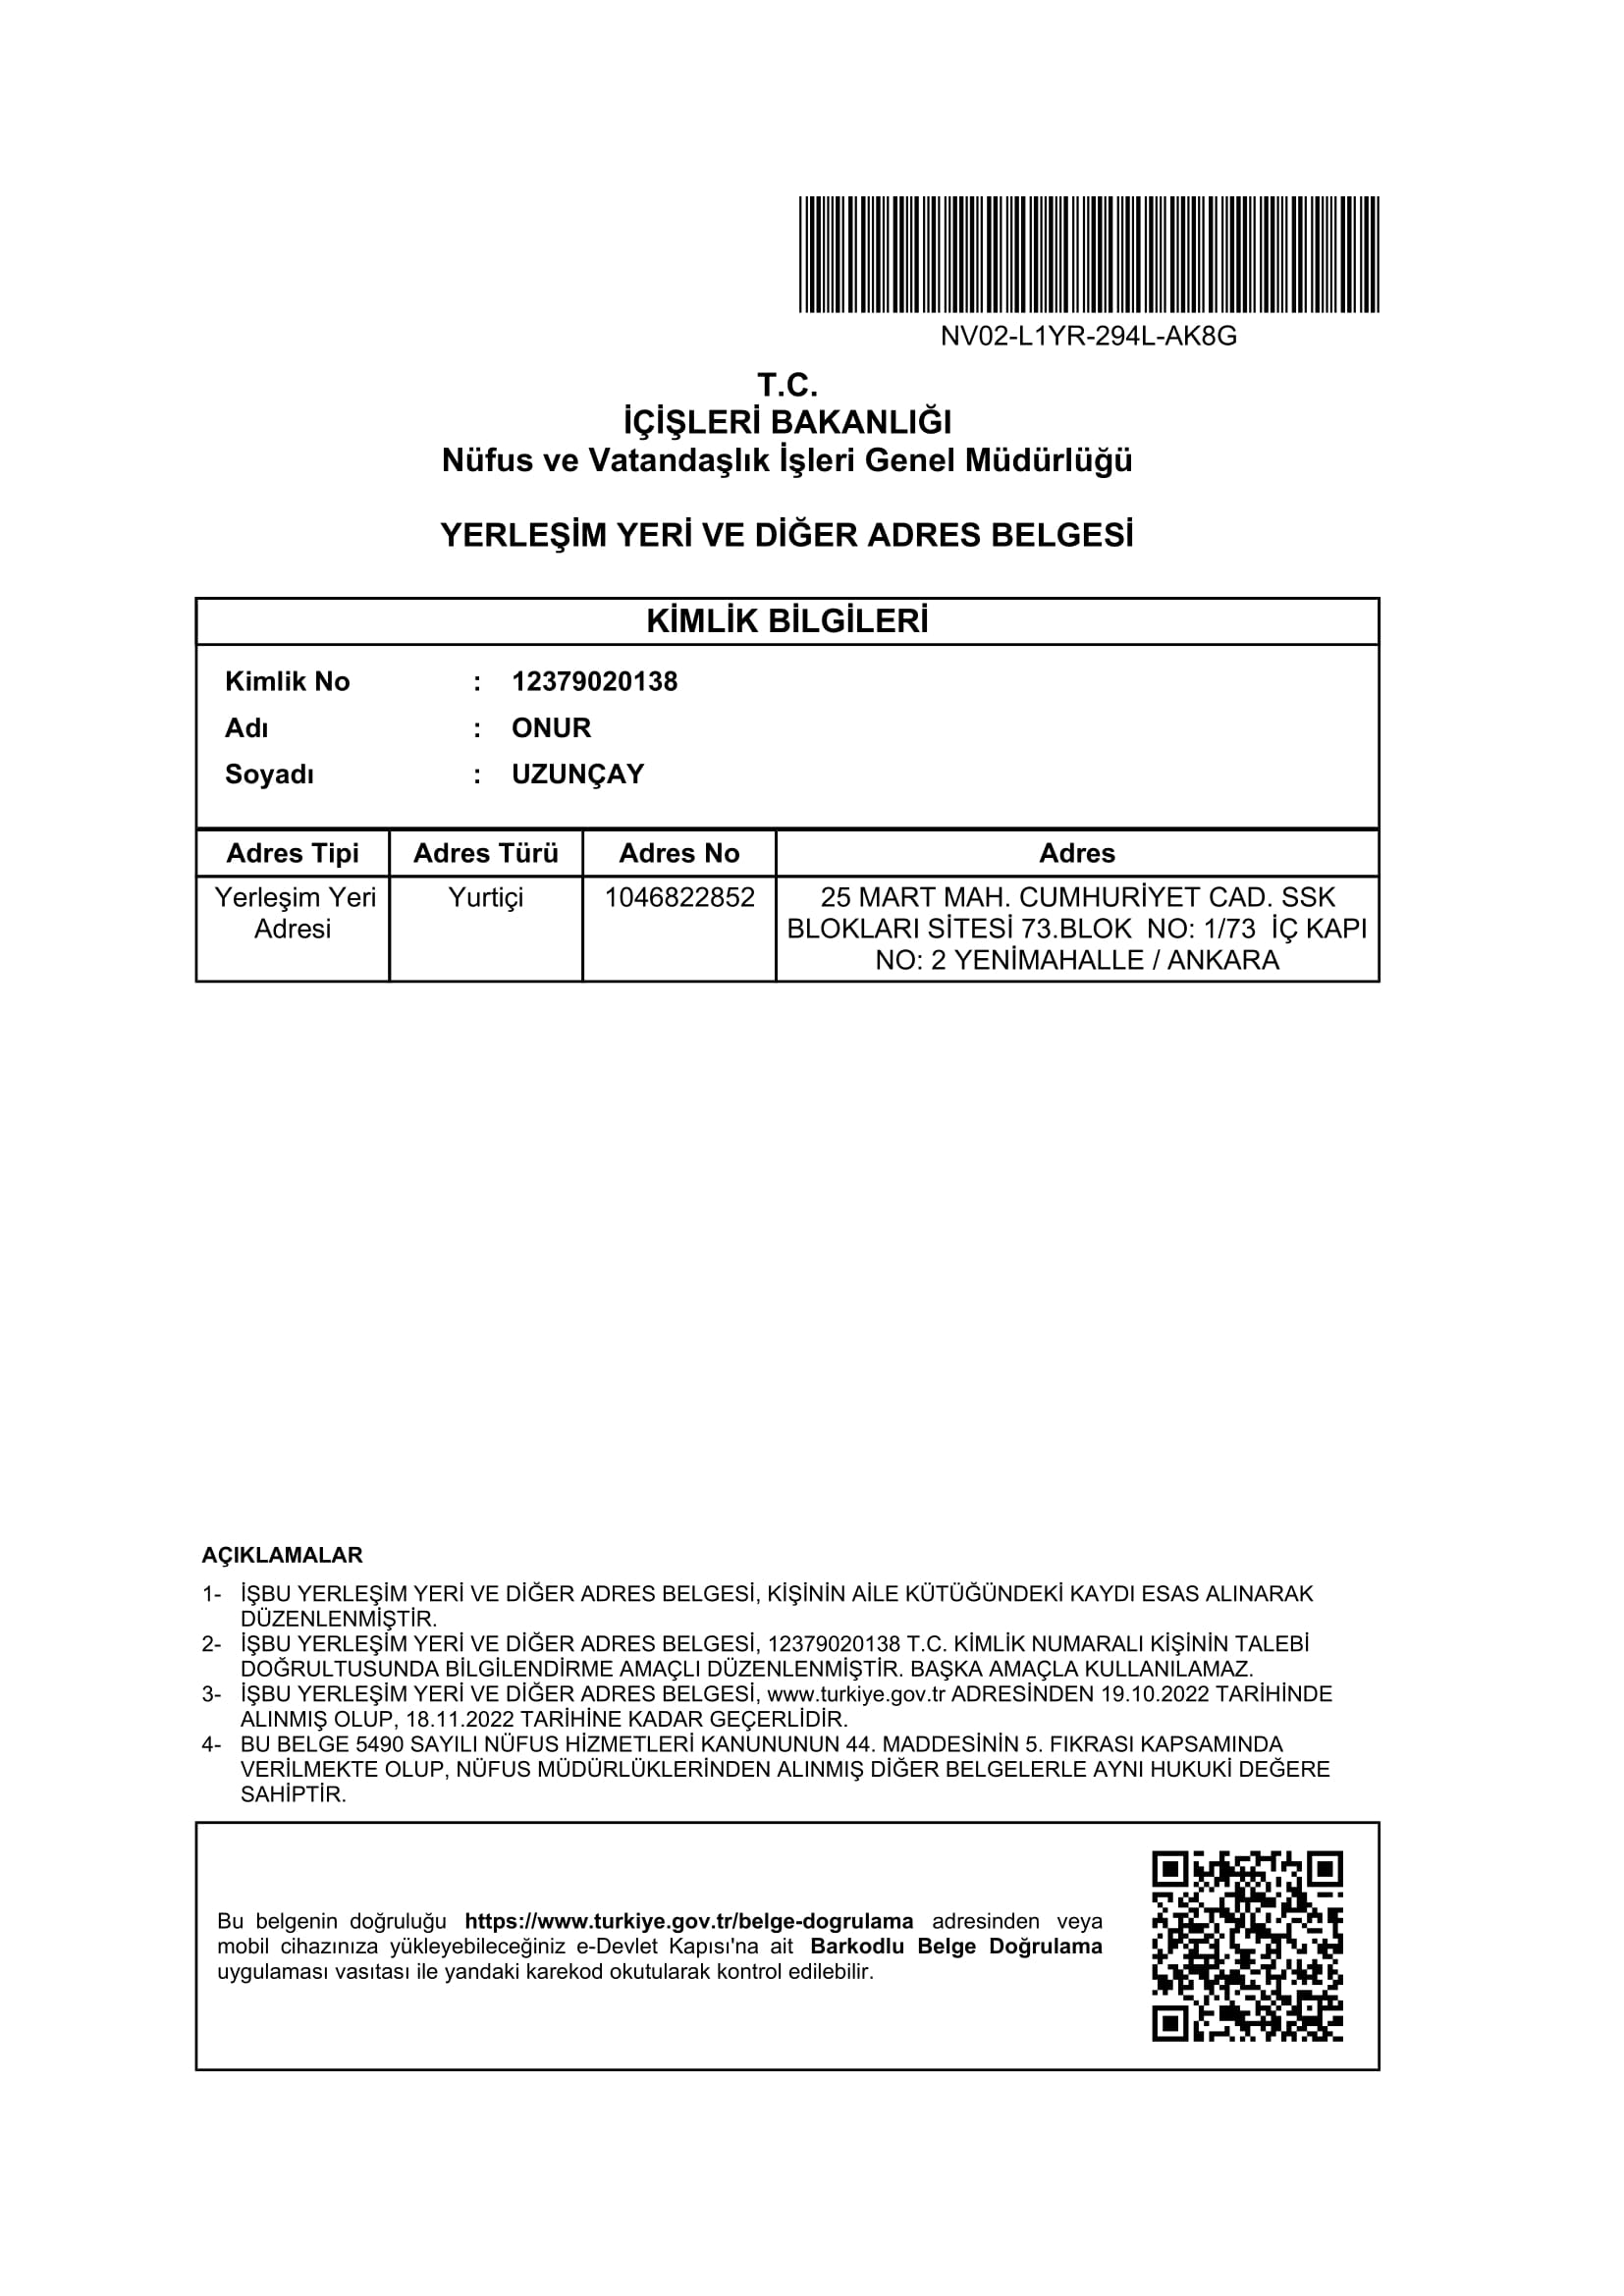 NV02-L1YR-294L-AK8G
T.C.
İÇİŞLERİ BAKANLIĞI
Nüfus ve Vatandaşlık İşleri Genel Müdürlüğü
YERLEŞİM YERİ VE DİĞER ADRES BELGESİ
KİMLİK BİLGİLERİ
Kimlik No : 12379020138
Adı : ONUR
Soyadı : UZUNÇAY
Adres Tipi Adres Türü Adres No Adres
Yerleşim Yeri Yurtiçi 1046822852 25 MART MAH. CUMHURİYET CAD. SSK
Adresi BLOKLARI SİTESİ 73.BLOK NO: 1/73 İÇ KAPI
NO: 2 YENİMAHALLE / ANKARA
AÇIKLAMALAR
1- İŞBU YERLEŞİM YERİ VE DİĞER ADRES BELGESİ, KİŞİNİN AİLE KÜTÜĞÜNDEKİ KAYDI ESAS ALINARAK
DÜZENLENMİŞTİR.
2- İŞBU YERLEŞİM YERİ VE DİĞER ADRES BELGESİ, 12379020138 T.C. KİMLİK NUMARALI KİŞİNİN TALEBİ
DOĞRULTUSUNDA BİLGİLENDİRME AMAÇLI DÜZENLENMİŞTİR. BAŞKA AMAÇLA KULLANILAMAZ.
3- İŞBU YERLEŞİM YERİ VE DİĞER ADRES BELGESİ, www.turkiye.gov.tr ADRESİNDEN 19.10.2022 TARİHİNDE
ALINMIŞ OLUP, 18.11.2022 TARİHİNE KADAR GEÇERLİDİR.
4- BU BELGE 5490 SAYILI NÜFUS HİZMETLERİ KANUNUNUN 44. MADDESİNİN 5. FIKRASI KAPSAMINDA
VERİLMEKTE OLUP, NÜFUS MÜDÜRLÜKLERİNDEN ALINMIŞ DİĞER BELGELERLE AYNI HUKUKİ DEĞERE
SAHİPTİR.
Bu belgenin doğruluğu https://www.turkiye.gov.tr/belge-dogrulama adresinden veya
mobil cihazınıza yükleyebileceğiniz e-Devlet Kapısı'na ait Barkodlu Belge Doğrulama
uygulaması vasıtası ile yandaki karekod okutularak kontrol edilebilir.